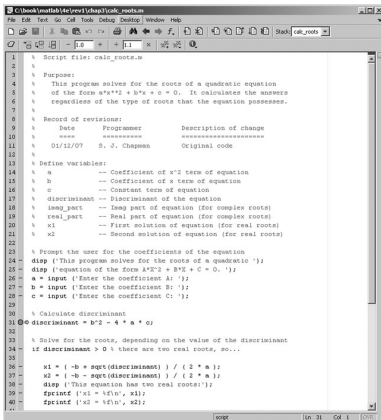 C:\book\matlab\4e\rev1\chap3\calc_roots.m
File Edit Text Go Cell Tools Debug Desktop Window Help
Stack: calc_roots
- 1.0 + ÷ 1.1 ×
1 % Script file: calc_roots.m
2 %
3 % Purpose:
4 % This program solves for the roots of a quadratic equation
5 % of the form a*x**2 + b*x + c = 0. It calculates the answers
6 % regardless of the type of roots that the equation possesses.
7 %
8 % Record of revisions:
9 % Date Programmer Description of change
10 % ==== ========== =====================
11 % 01/12/07 S. J. Chapman Original code
12 %
13 % Define variables:
14 % a -- Coefficient of x^2 term of equation
15 % b -- Coefficient of x term of equation
16 % c -- Constant term of equation
17 % discriminant -- Discriminant of the equation
18 % imag_part -- Imag part of equation (for complex roots)
19 % real_part -- Real part of equation (for complex roots)
20 % x1 -- First solution of equation (for real roots)
21 % x2 -- Second solution of equation (for real roots)
22
23 % Prompt the user for the coefficients of the equation
24 - disp ('This program solves for the roots of a quadratic ');
25 - disp ('equation of the form A*X^2 + B*X + C = 0. ');
26 - a = input ('Enter the coefficient A: ');
27 - b = input ('Enter the coefficient B: ');
28 - c = input ('Enter the coefficient C: ');
29
30 % Calculate discriminant
31 discriminant = b^2 - 4 * a * c;
32
33 % Solve for the roots, depending on the value of the discriminant
34 - if discriminant > 0 % there are two real roots, so...
35
36 - x1 = ( -b + sqrt(discriminant) ) / ( 2 * a );
37 - x2 = ( -b - sqrt(discriminant) ) / ( 2 * a );
38 - disp ('This equation has two real roots:');
39 - fprintf ('x1 = %f\n', x1);
40 - fprintf ('x2 = %f\n', x2);
script Ln 31 Col 1 OVR